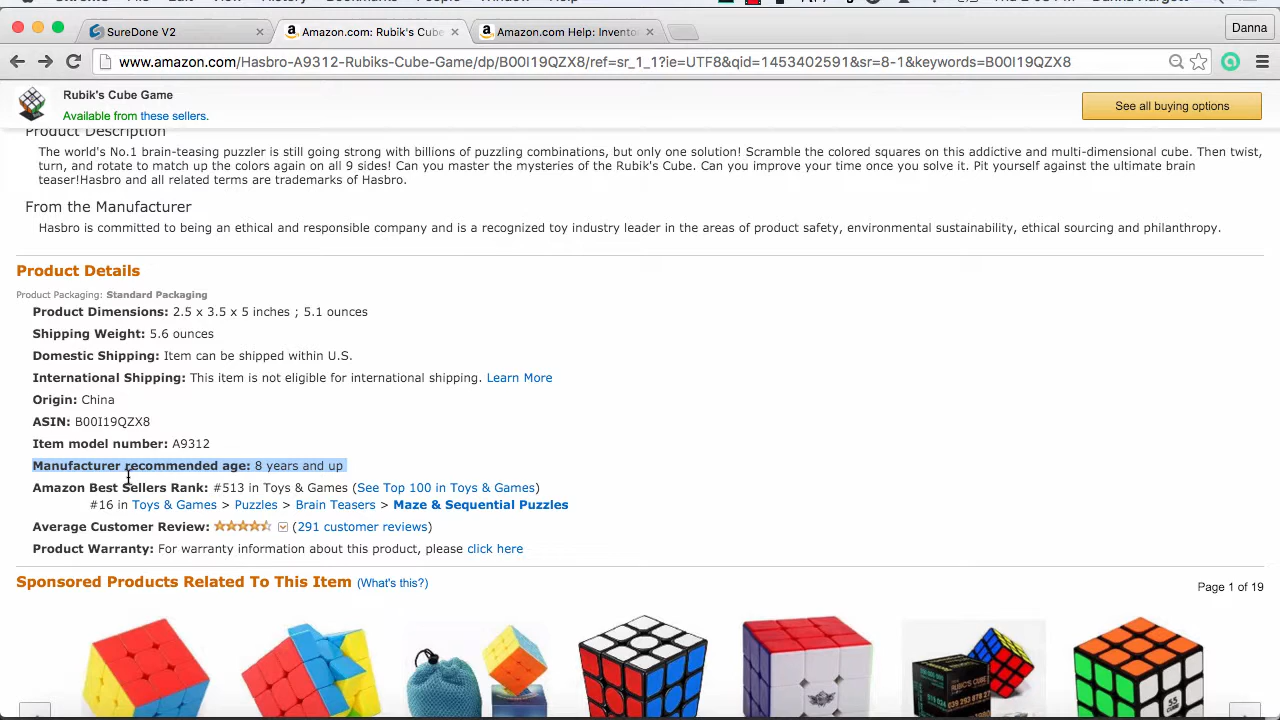 SureDone V2
Amazon.com: Rubik's Cube
Amazon.com Help: Invento
Danna
www.amazon.com/Hasbro-A9312-Rubiks-Cube-Game/dp/B00I19QZX8/ref=sr_1_1?ie=UTF8&qid=1453402591&sr=8-1&keywords=B00I19QZX8
Rubik's Cube Game
Available from these sellers.
See all buying options
Product Description
The world's No.1 brain-teasing puzzler is still going strong with billions of puzzling combinations, but only one solution! Scramble the colored squares on this addictive and multi-dimensional cube. Then twist,
turn, and rotate to match up the colors again on all 9 sides! Can you master the mysteries of the Rubik's Cube. Can you improve your time once you solve it. Pit yourself against the ultimate brain
teaser!Hasbro and all related terms are trademarks of Hasbro.
From the Manufacturer
Hasbro is committed to being an ethical and responsible company and is a recognized toy industry leader in the areas of product safety, environmental sustainability, ethical sourcing and philanthropy.
Product Details
Product Packaging: Standard Packaging
Product Dimensions: 2.5 x 3.5 x 5 inches ; 5.1 ounces
Shipping Weight: 5.6 ounces
Domestic Shipping: Item can be shipped within U.S.
International Shipping: This item is not eligible for international shipping. Learn More
Origin: China
ASIN: B00I19QZX8
Item model number: A9312
Manufacturer recommended age: 8 years and up
Amazon Best Sellers Rank: #513 in Toys & Games (See Top 100 in Toys & Games)
#16 in Toys & Games > Puzzles > Brain Teasers > Maze & Sequential Puzzles
Average Customer Review: (291 customer reviews)
Product Warranty: For warranty information about this product, please click here
Sponsored Products Related To This Item (What's this?)
Page 1 of 19